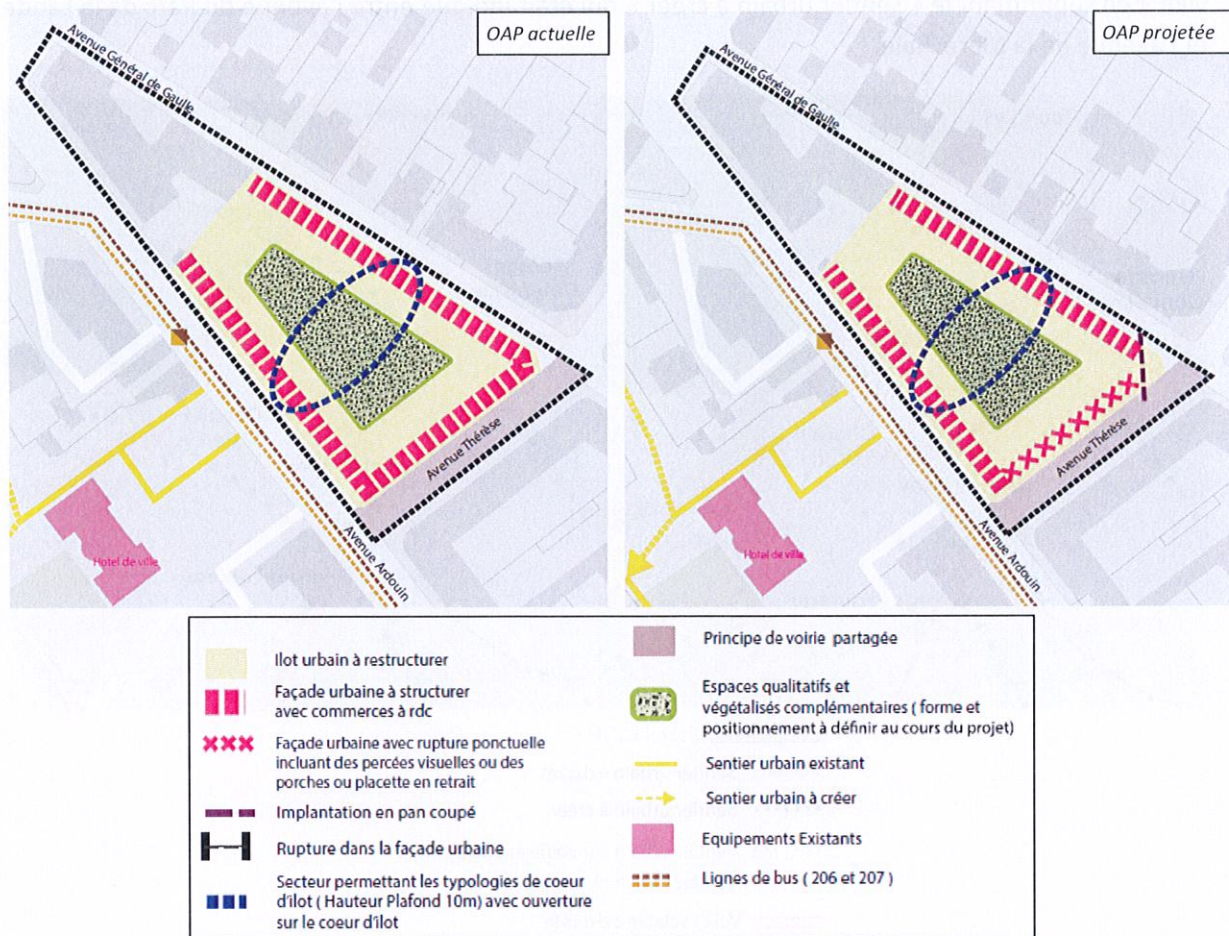 OAP actuelle
Avenue Général de Gaulle
Avenue Thérèse
Avenue Ardouin
Hotel de ville
OAP projetée
Avenue Général de Gaulle
Avenue Thérèse
Avenue Ardouin
Hotel de ville
Ilot urbain à restructurer
Façade urbaine à structurer
avec commerces à rdc
Façade urbaine avec rupture ponctuelle
incluant des percées visuelles ou des
porches ou placette en retrait
Implantation en pan coupé
Rupture dans la façade urbaine
Secteur permettant les typologies de coeur
d'îlot ( Hauteur Plafond 10m) avec ouverture
sur le coeur d'îlot
Principe de voirie partagée
Espaces qualitatifs et
végétalisés complémentaires ( forme et
positionnement à définir au cours du projet)
Sentier urbain existant
Sentier urbain à créer
Equipements Existants
Lignes de bus ( 206 et 207 )